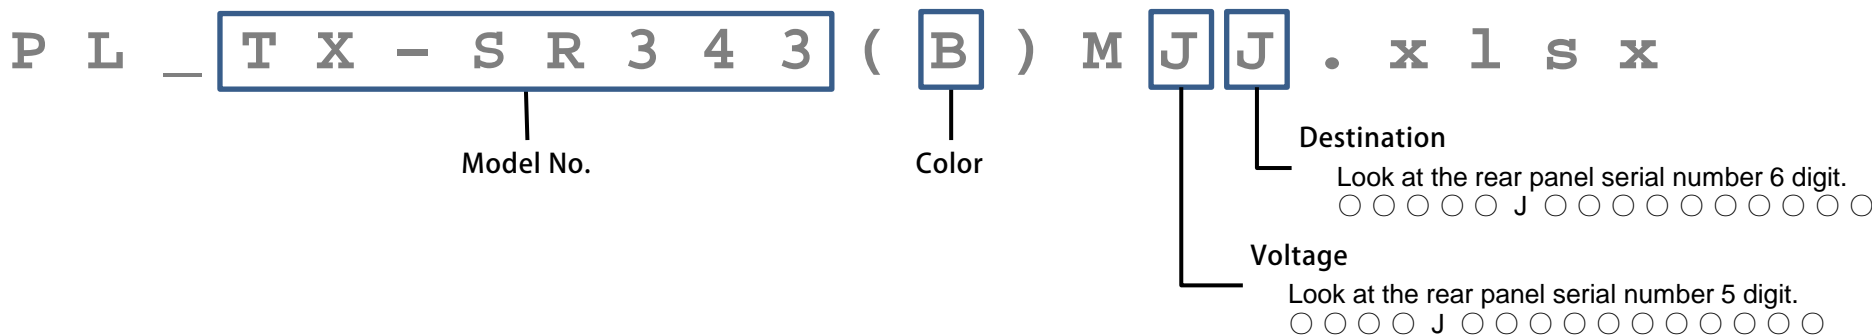 PL_TX-SR343(B)MJJ.xlsx
Model No.
Color
Destination
Look at the rear panel serial number 6 digit.
○○○○○J○○○○○○○○○○
Voltage
Look at the rear panel serial number 5 digit.
○○○○J○○○○○○○○○○○